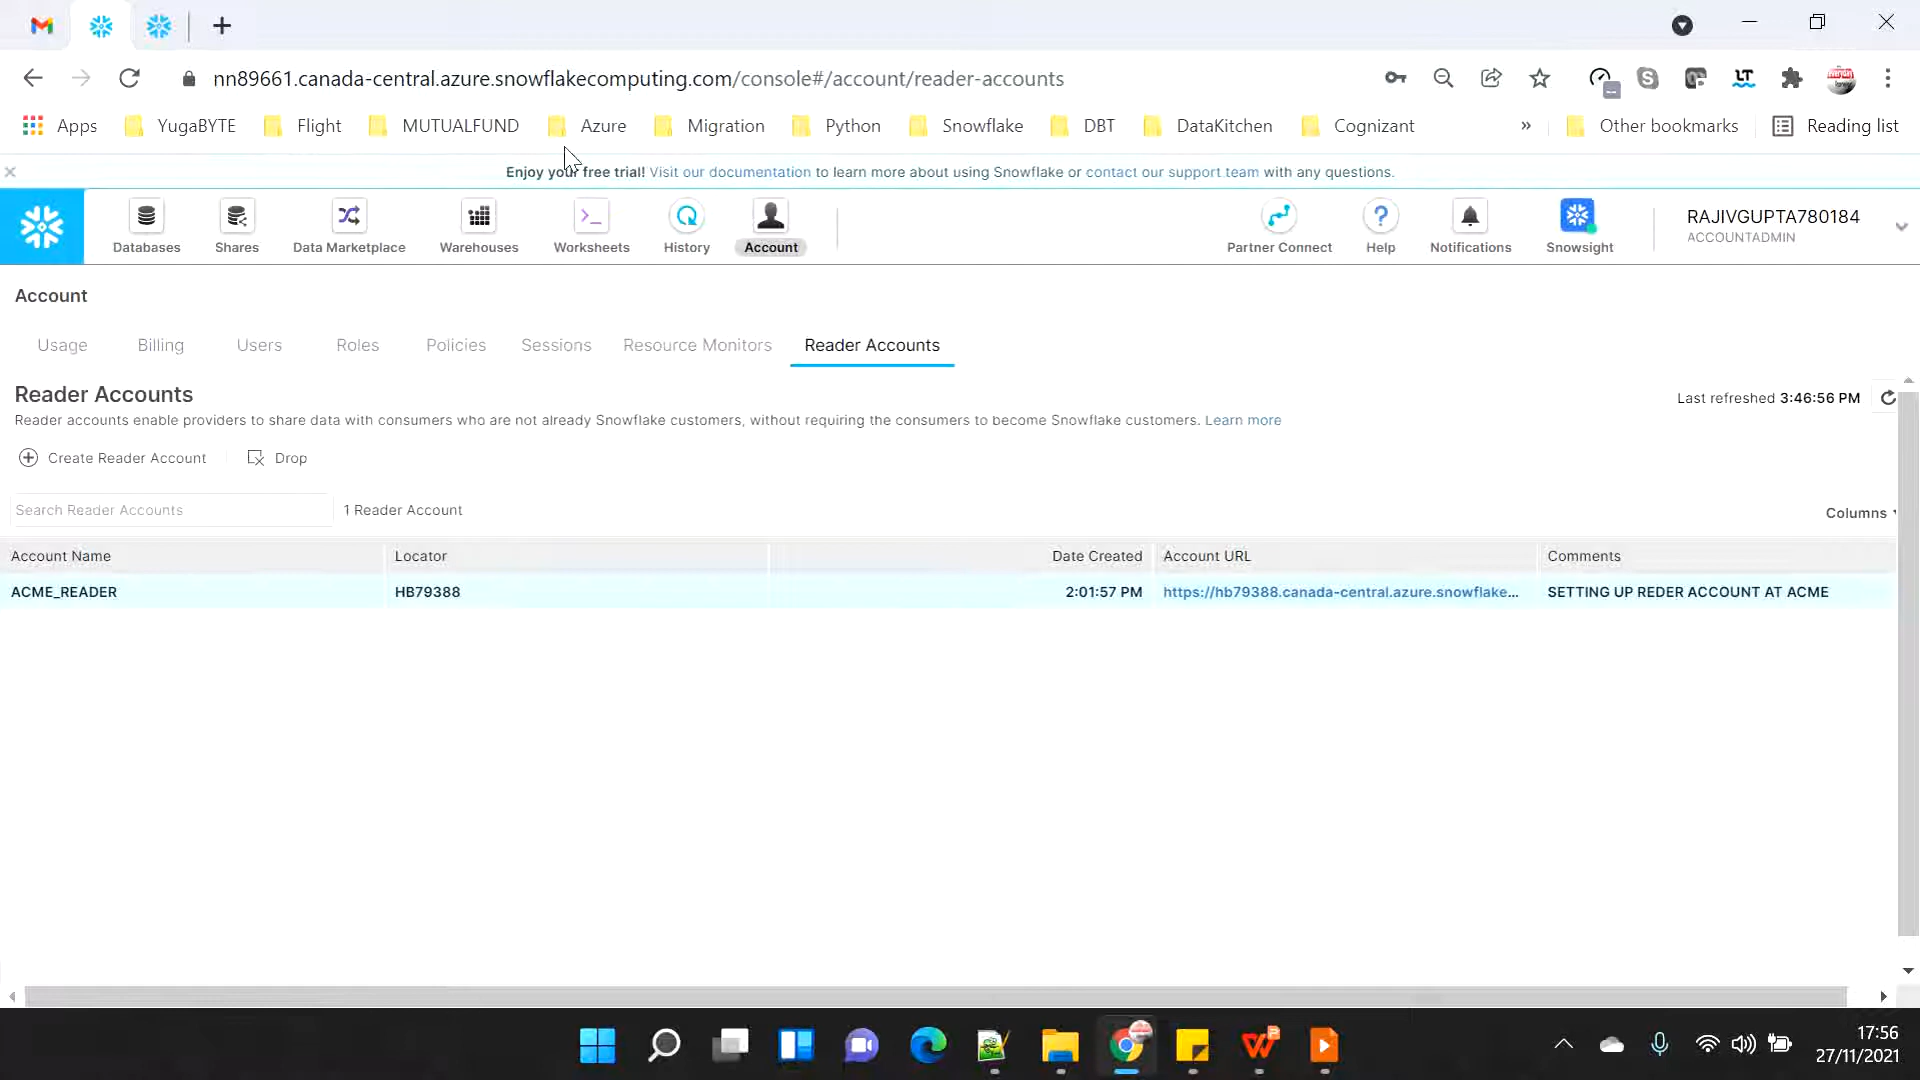 nn89661.canada-central.azure.snowflakecomputing.com/console#/account/reader-accounts
Apps YugaBYTE Flight MUTUALFUND Azure Migration Python Snowflake DBT DataKitchen Cognizant » Other bookmarks Reading list
Enjoy your free trial! Visit our documentation to learn more about using Snowflake or contact our support team with any questions.
Databases Shares Data Marketplace Warehouses Worksheets History Account Partner Connect Help Notifications Snowsight
RAJIVGUPTA780184
ACCOUNTADMIN
Account
Usage Billing Users Roles Policies Sessions Resource Monitors Reader Accounts
Reader Accounts
Last refreshed 3:46:56 PM
Reader accounts enable providers to share data with consumers who are not already Snowflake customers, without requiring the consumers to become Snowflake customers. Learn more
Create Reader Account Drop
Search Reader Accounts 1 Reader Account
Columns
Account Name Locator Date Created Account URL Comments
ACME_READER HB79388 2:01:57 PM https://hb79388.canada-central.azure.snowflake... SETTING UP REDER ACCOUNT AT ACME
17:56
27/11/2021